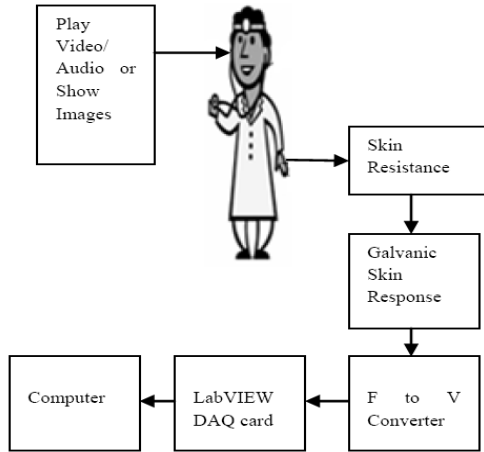 Play
Video/
Audio or
Show
Images
Skin
Resistance
Galvanic
Skin
Response
F to V
Converter
LabVIEW
DAQ card
Computer